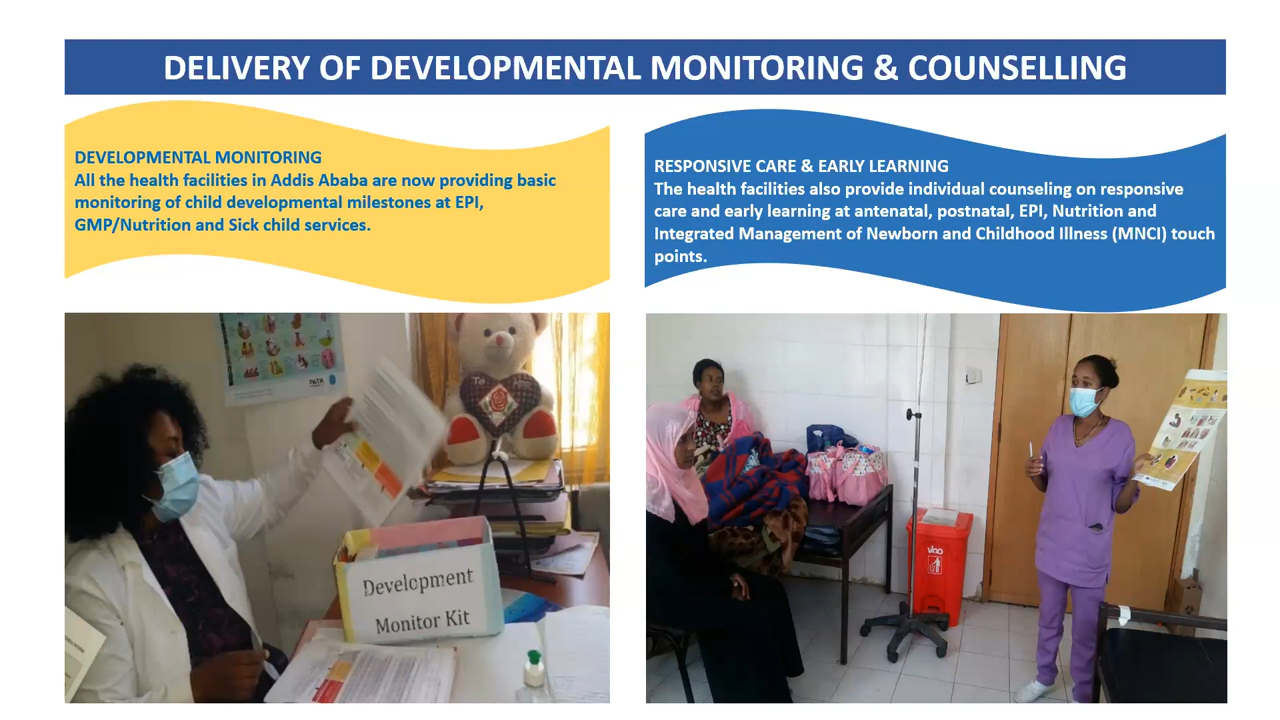 DELIVERY OF DEVELOPMENTAL MONITORING & COUNSELLING
DEVELOPMENTAL MONITORING
All the health facilities in Addis Ababa are now providing basic
monitoring of child developmental milestones at EPI,
GMP/Nutrition and Sick child services.
RESPONSIVE CARE & EARLY LEARNING
The health facilities also provide individual counseling on responsive
care and early learning at antenatal, postnatal, EPI, Nutrition and
Integrated Management of Newborn and Childhood Illness (MNCI) touch
points.
PATH
To
Development
Monitor Kit